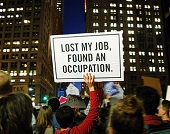 LOST MY JOB,
FOUND AN
OCCUPATION.